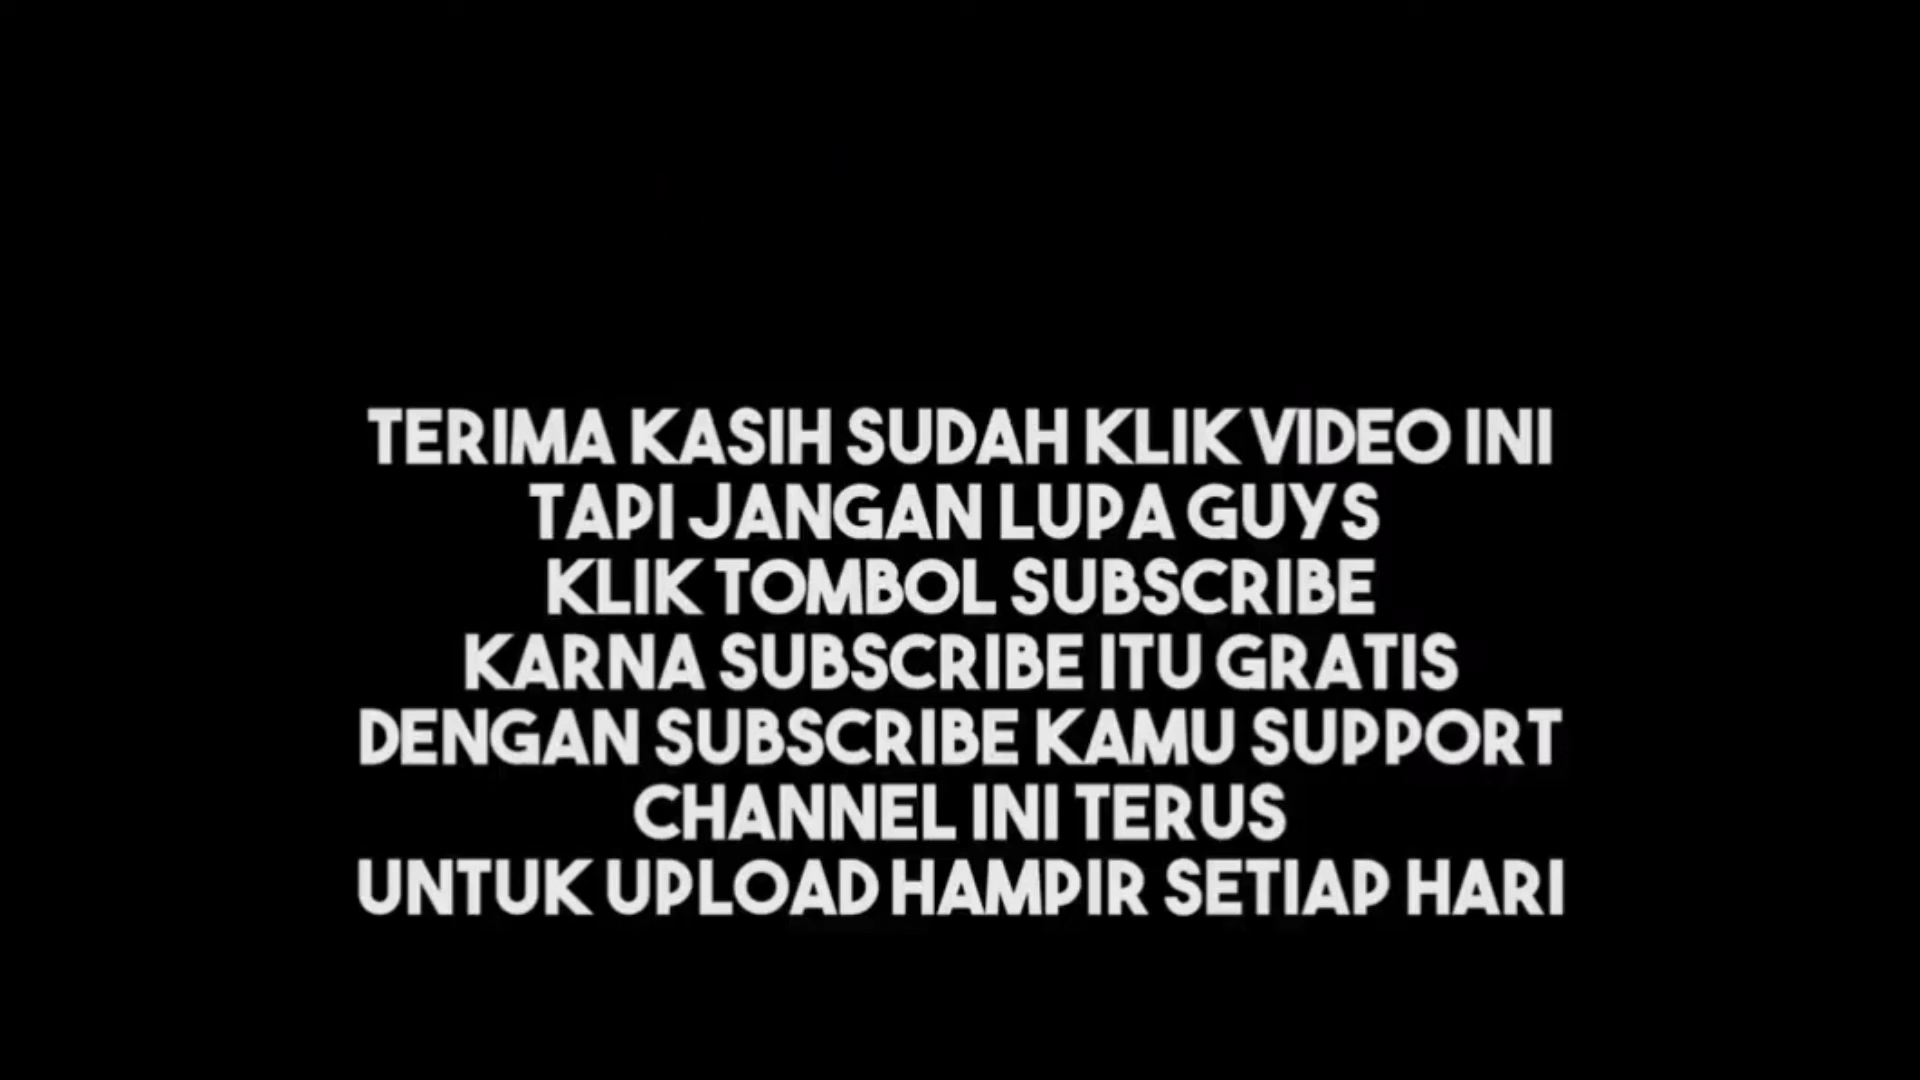 TERIMA KASIH SUDAH KLIK VIDEO INI
TAPI JANGAN LUPA GUYS
KLIK TOMBOL SUBSCRIBE
KARNA SUBSCRIBE ITU GRATIS
DENGAN SUBSCRIBE KAMU SUPPORT
CHANNEL INI TERUS
UNTUK UPLOAD HAMPIR SETIAP HARI